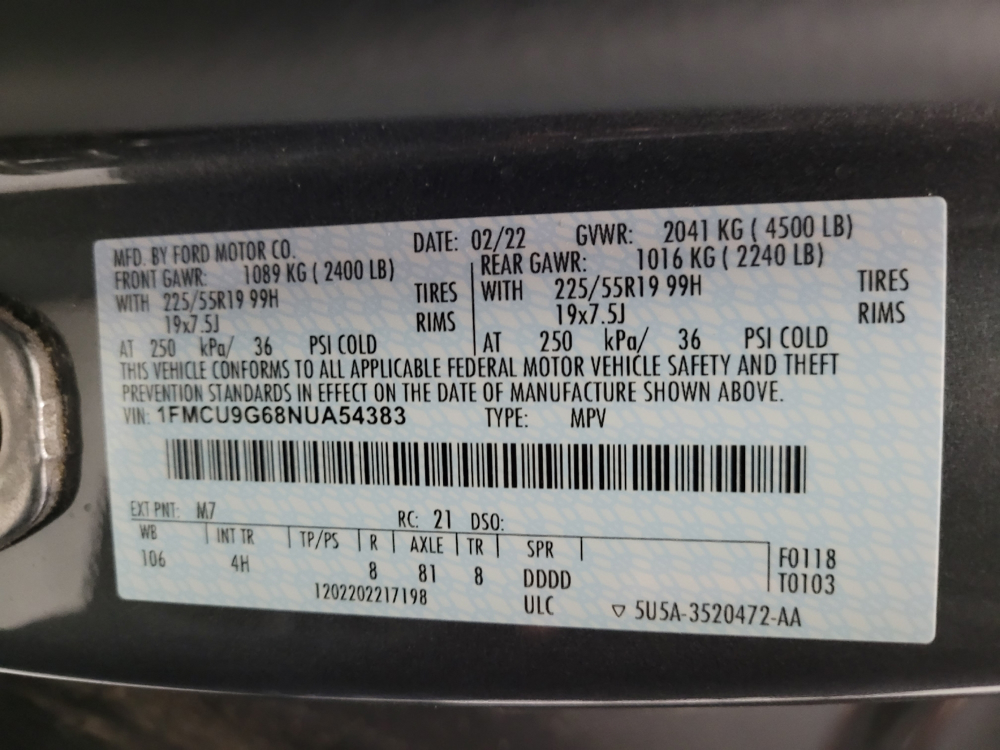 MFD. BY FORD MOTOR CO. DATE: 02/22 GVWR: 2041 KG ( 4500 LB)
FRONT GAWR: 1089 KG ( 2400 LB) REAR GAWR: 1016 KG ( 2240 LB)
WITH 225/55R19 99H TIRES WITH 225/55R19 99H TIRES
19x7.5J RIMS 19x7.5J RIMS
AT 250 kPa/ 36 PSI COLD AT 250 kPa/ 36 PSI COLD
THIS VEHICLE CONFORMS TO ALL APPLICABLE FEDERAL MOTOR VEHICLE SAFETY AND THEFT
PREVENTION STANDARDS IN EFFECT ON THE DATE OF MANUFACTURE SHOWN ABOVE.
VIN: 1FMCU9G68NUA54383 TYPE: MPV
EXT PNT: M7 RC: 21 DSO:
WB INT TR TP/PS R AXLE TR SPR F0118
106 4H 8 81 8 DDDD T0103
1202202217198 ULC ▽ 5U5A-3520472-AA